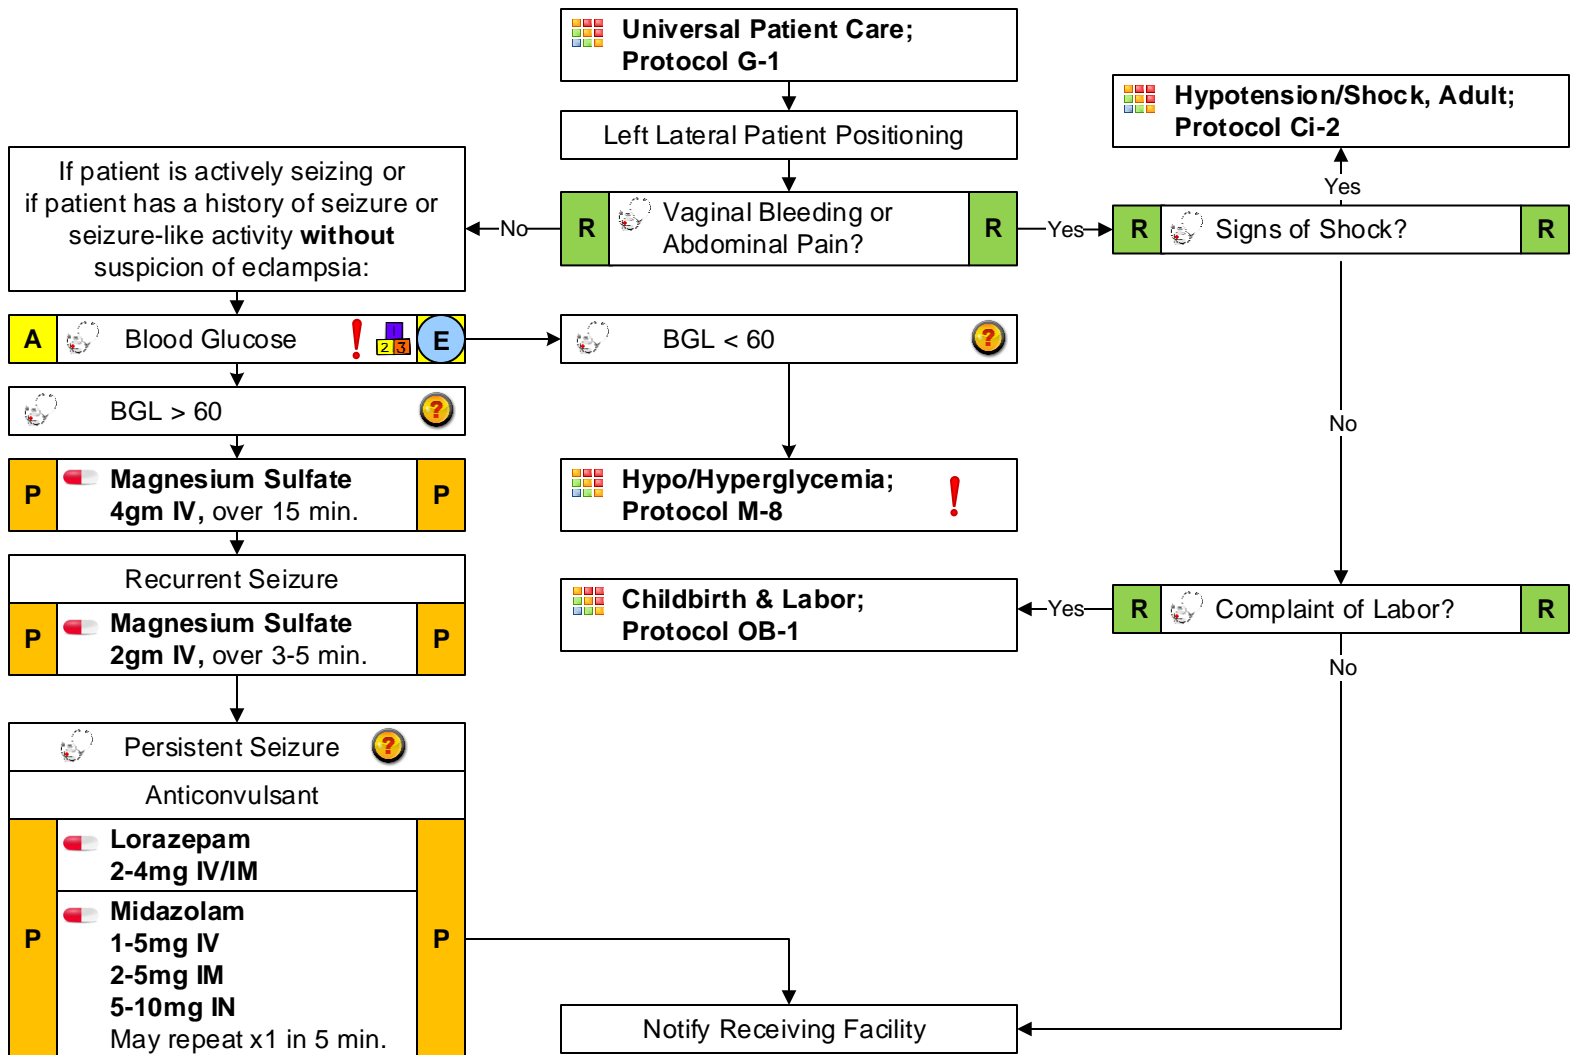 Universal Patient Care;
Protocol G-1
Left Lateral Patient Positioning
R
Vaginal Bleeding or
Abdominal Pain?
R
No
Yes
Hypotension/Shock, Adult;
Protocol Ci-2
Yes
R
Signs of Shock?
R
No
If patient is actively seizing or
if patient has a history of seizure or
seizure-like activity without
suspicion of eclampsia:
A
Blood Glucose
1
2 3
E
BGL < 60
?
BGL > 60
?
P
Magnesium Sulfate
4gm IV, over 15 min.
P
Hypo/Hyperglycemia;
Protocol M-8
Recurrent Seizure
P
Magnesium Sulfate
2gm IV, over 3-5 min.
P
Childbirth & Labor;
Protocol OB-1
Yes
R
Complaint of Labor?
R
No
Persistent Seizure
?
Anticonvulsant
P
Lorazepam
2-4mg IV/IM
Midazolam
1-5mg IV
2-5mg IM
5-10mg IN
May repeat x1 in 5 min.
P
Notify Receiving Facility